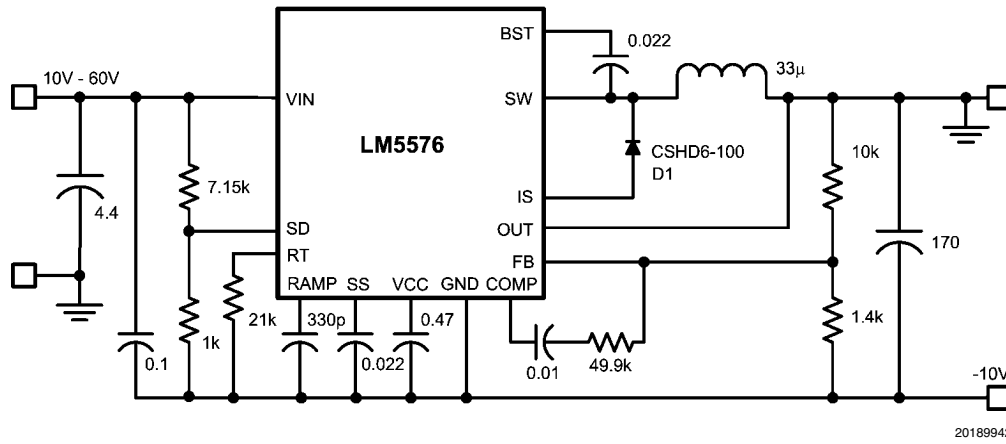 BST
0.022
10V - 60V
VIN
SW
33µ
LM5576
CSHD6-100
D1
10k
7.15k
IS
4.4
SD
OUT
170
RT
FB
RAMP SS VCC GND COMP
21k
330p
0.47
1.4k
1k
0.1
0.022
0.01
49.9k
-10V